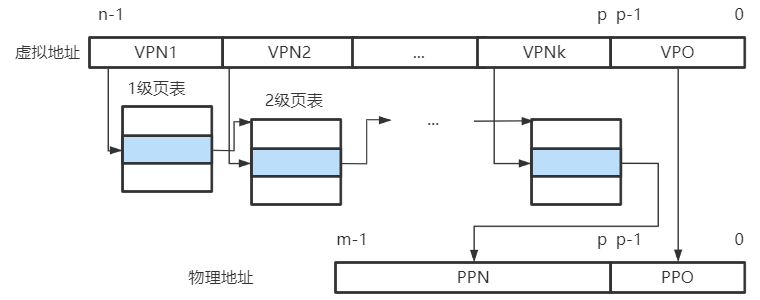 n-1 p p-1 0
虚拟地址 VPN1 VPN2 ... VPNk VPO
1级页表
2级页表
...
m-1 p p-1 0
物理地址 PPN PPO